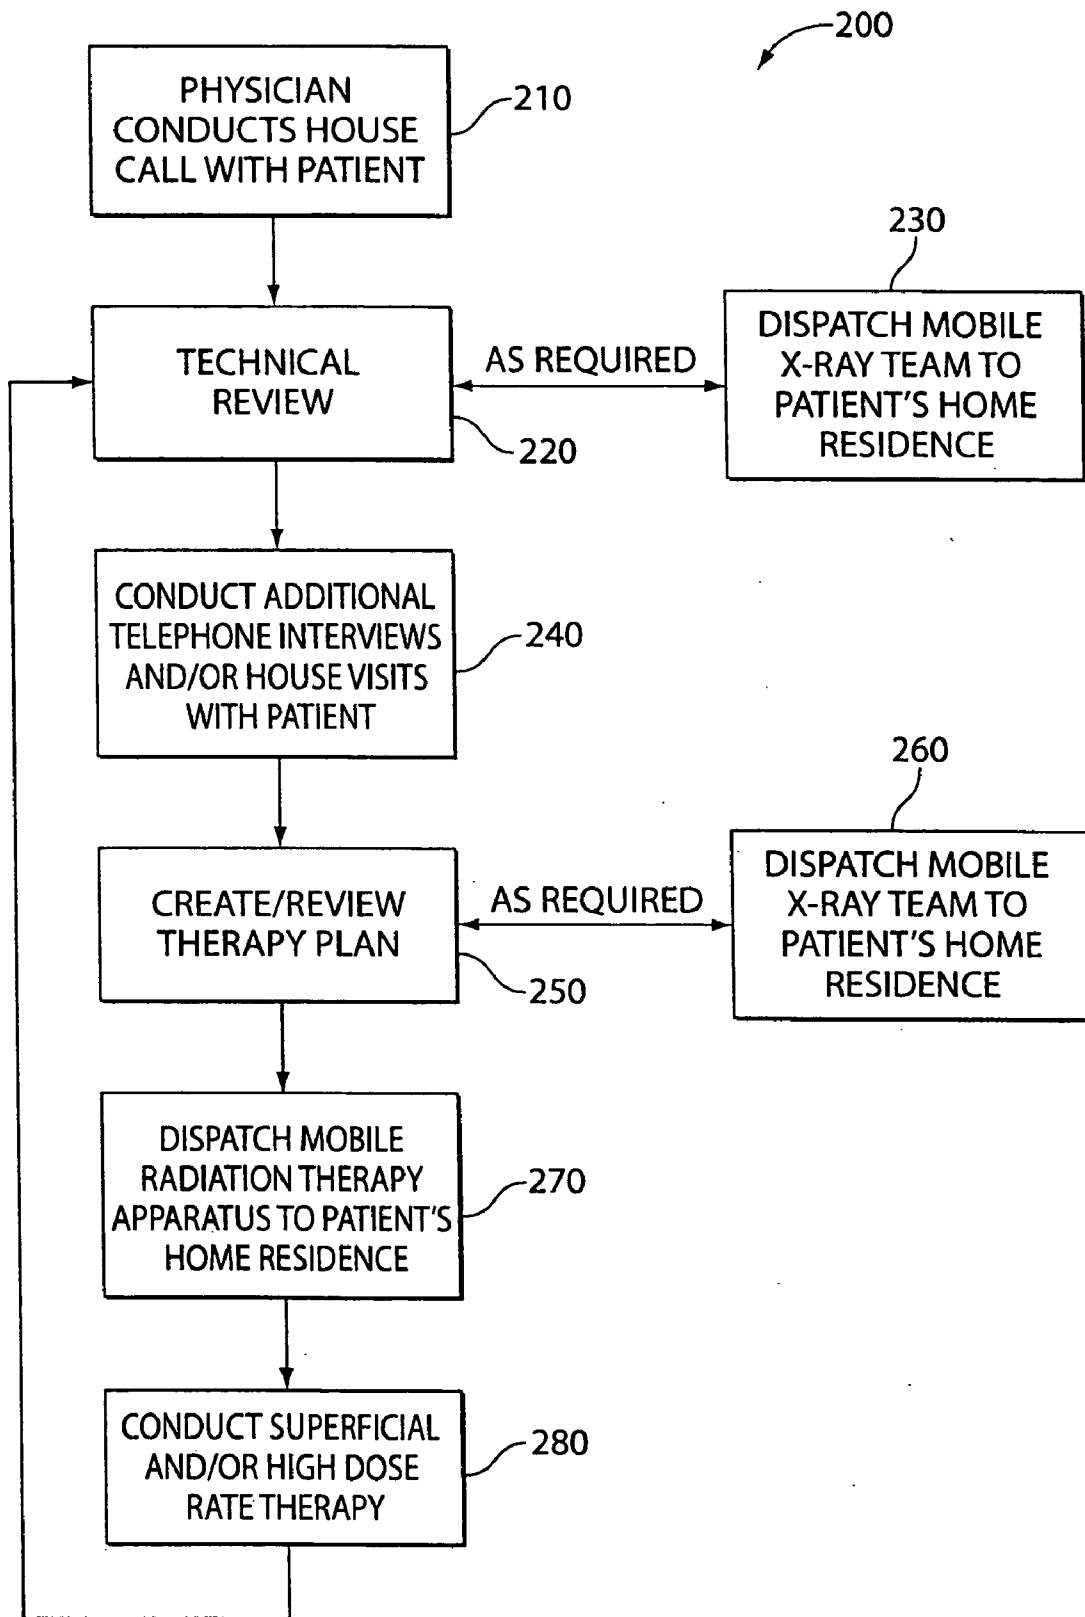 200
PHYSICIAN
CONDUCTS HOUSE
CALL WITH PATIENT
210
230
DISPATCH MOBILE
X-RAY TEAM TO
PATIENT'S HOME
RESIDENCE
TECHNICAL
REVIEW
AS REQUIRED
220
CONDUCT ADDITIONAL
TELEPHONE INTERVIEWS
AND/OR HOUSE VISITS
WITH PATIENT
240
260
DISPATCH MOBILE
X-RAY TEAM TO
PATIENT'S HOME
RESIDENCE
CREATE/REVIEW
THERAPY PLAN
AS REQUIRED
250
DISPATCH MOBILE
RADIATION THERAPY
APPARATUS TO PATIENT'S
HOME RESIDENCE
270
CONDUCT SUPERFICIAL
AND/OR HIGH DOSE
RATE THERAPY
280